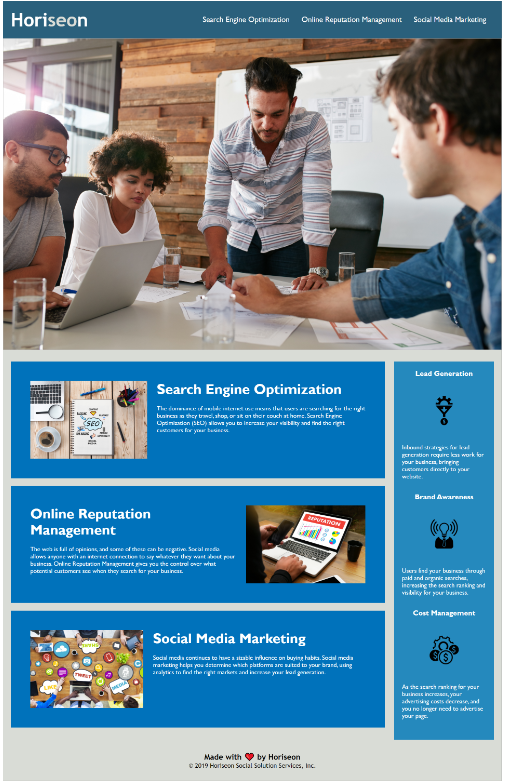 Horiseon
Search Engine Optimization Online Reputation Management Social Media Marketing
Search Engine Optimization
The dominance of mobile internet use means that users are searching for the right
business as they travel, shop, or sit on their couch at home. Search Engine
Optimization (SEO) allows you to increase your visibility and find the right
customers for your business.
SEO
Online Reputation
Management
The web is full of opinions, and some of those can be negative. Social media
allows anyone with an internet connection to say whatever they want about your
business. Online Reputation Management gives you the control over what
potential customers see when they search for your business.
REPUTATION
Social Media Marketing
Social media continues to have a sizable influence on buying habits. Social media
marketing helps you determine which platforms are suited to your brand, using
analytics to find the right markets and increase your lead generation.
LIKE
TWEET
MEDIA
Lead Generation
Inbound strategies for lead
generation require less work for
your business, bringing
customers directly to your
website.
Brand Awareness
Users find your business through
paid and organic searches,
increasing the search ranking and
visibility for your business.
Cost Management
As the search ranking for your
business increases, your
advertising costs decrease, and
you no longer need to advertise
your page.
Made with ❤️ by Horiseon
© 2019 Horiseon Social Solution Services, Inc.